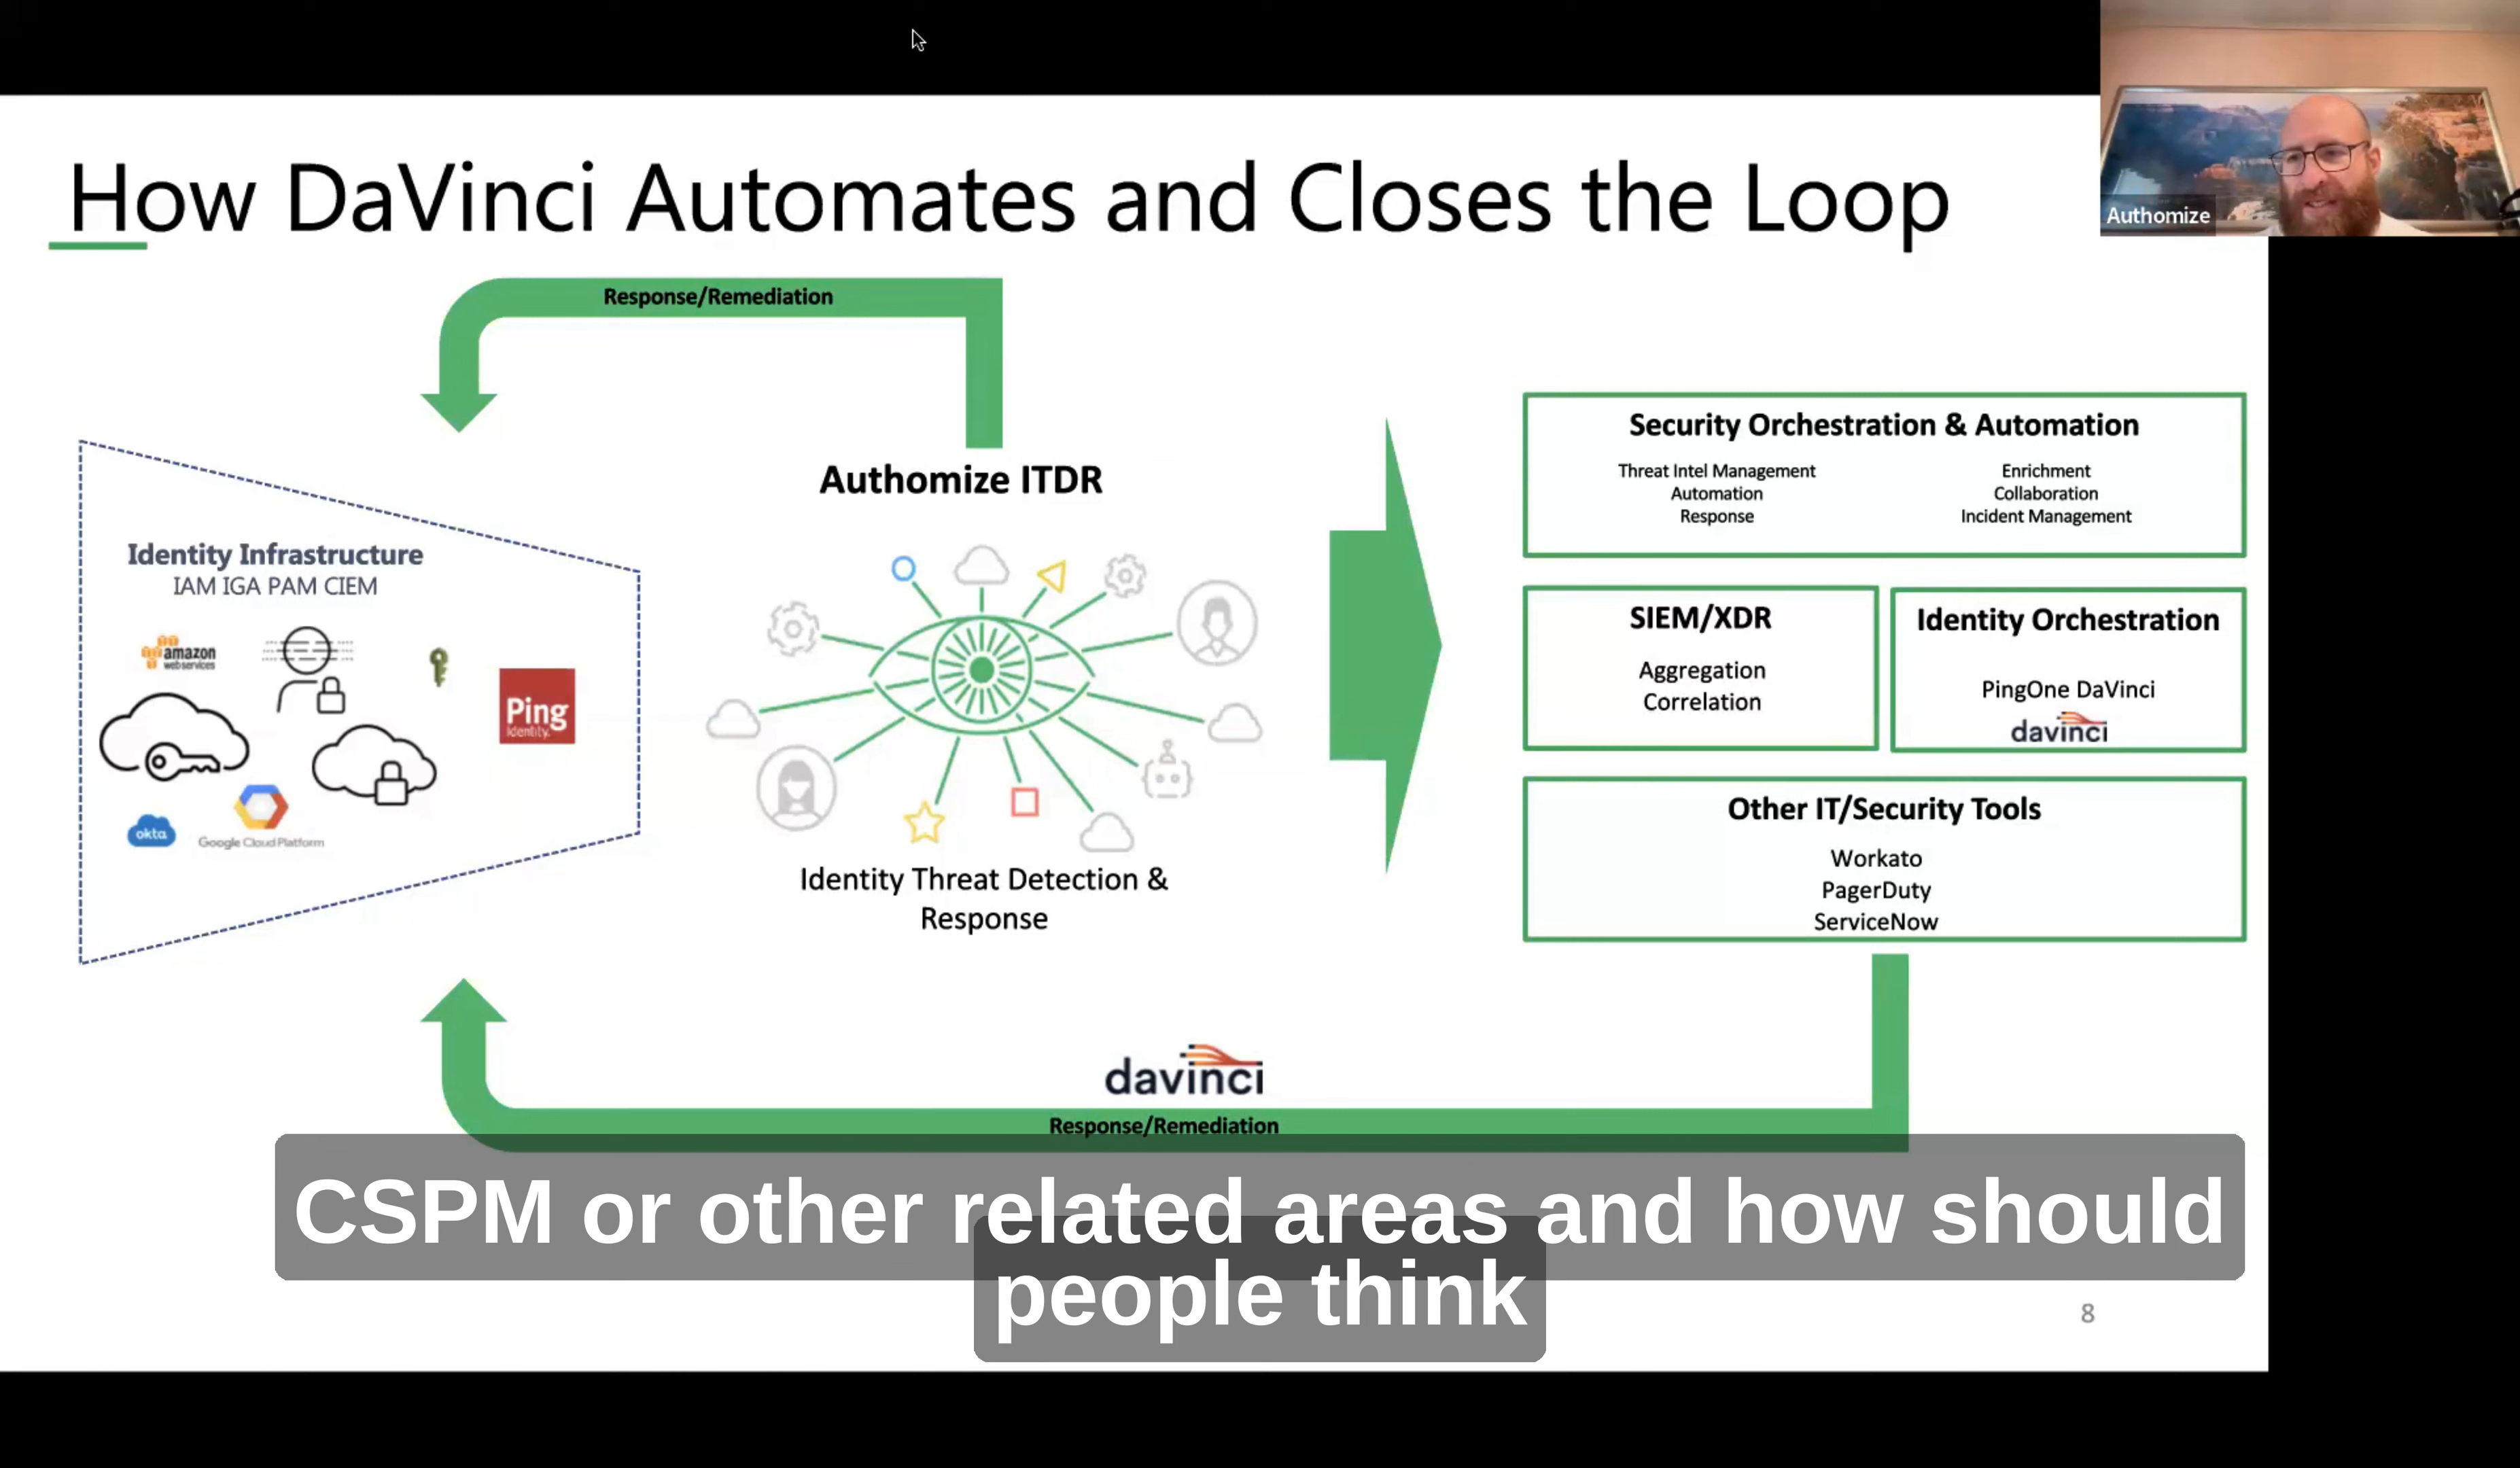 How DaVinci Automates and Closes the Loop
Authomize
Response/Remediation
Authomize ITDR
Identity Infrastructure
IAM IGA PAM CIEM
amazon
webservices
Ping
Identity.
okta
Google Cloud Platform
Identity Threat Detection &
Response
Security Orchestration & Automation
Threat Intel Management
Automation
Response
Enrichment
Collaboration
Incident Management
SIEM/XDR
Aggregation
Correlation
Identity Orchestration
PingOne DaVinci
davinci
Other IT/Security Tools
Workato
PagerDuty
ServiceNow
davinci
Response/Remediation
CSPM or other related areas and how should
people think
8